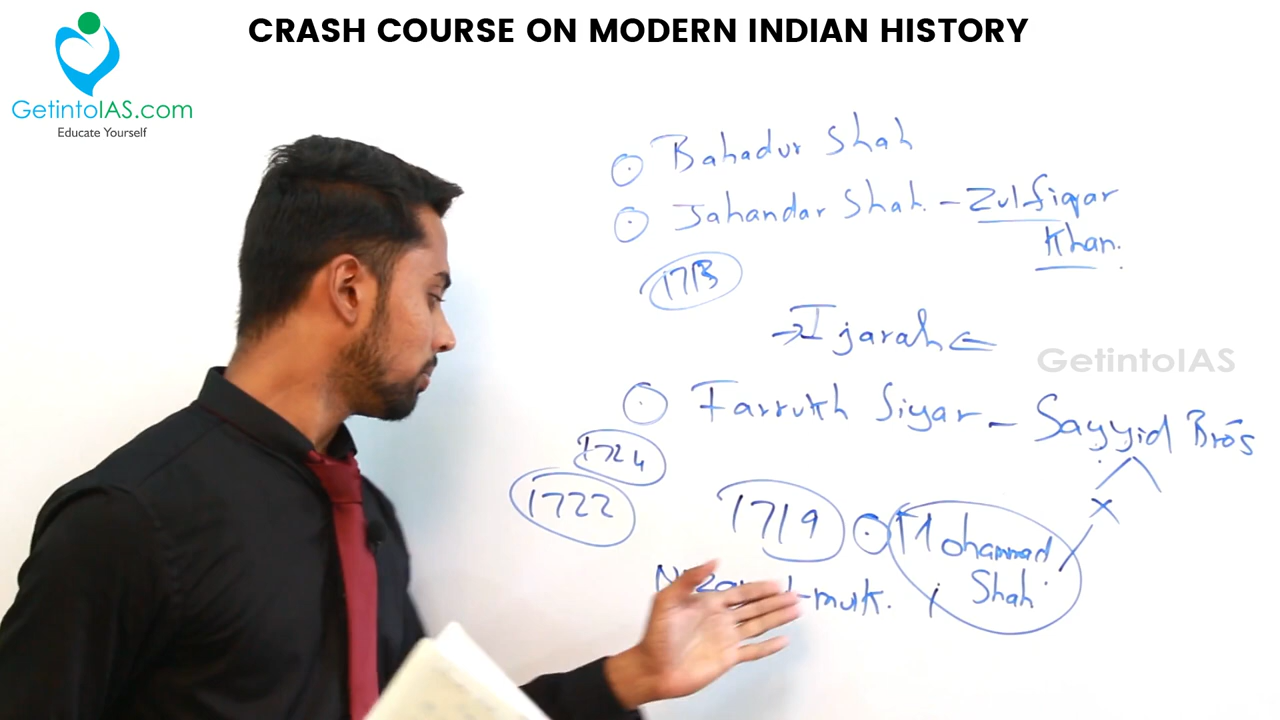 CRASH COURSE ON MODERN INDIAN HISTORY
GetintoIAS.com
Educate Yourself
Bahadur Shah
Jahandar Shah - Zulfiqar
Khan.
1713
→ Ijarah ←
GetintoIAS
Farrukh Siyar - Sayyid Bros
1724
1722
1719
Mohammad
Shah
-mulk.